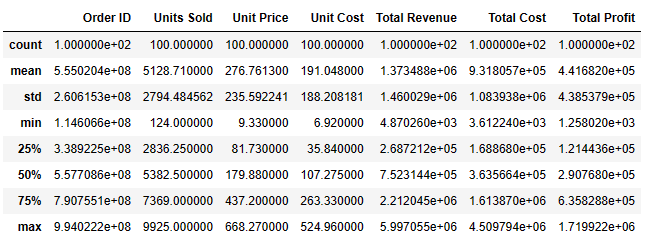 Order ID Units Sold Unit Price Unit Cost Total Revenue Total Cost Total Profit
count 1.000000e+02 100.000000 100.000000 100.000000 1.000000e+02 1.000000e+02 1.000000e+02
mean 5.550204e+08 5128.710000 276.761300 191.048000 1.373488e+06 9.318057e+05 4.416820e+05
std 2.606153e+08 2794.484562 235.592241 188.208181 1.460029e+06 1.083938e+06 4.385379e+05
min 1.146066e+08 124.000000 9.330000 6.920000 4.870260e+03 3.612240e+03 1.258020e+03
25% 3.389225e+08 2836.250000 81.730000 35.840000 2.687212e+05 1.688680e+05 1.214436e+05
50% 5.577086e+08 5382.500000 179.880000 107.275000 7.523144e+05 3.635664e+05 2.907680e+05
75% 7.907551e+08 7369.000000 437.200000 263.330000 2.212045e+06 1.613870e+06 6.358288e+05
max 9.940222e+08 9925.000000 668.270000 524.960000 5.997055e+06 4.509794e+06 1.719922e+06